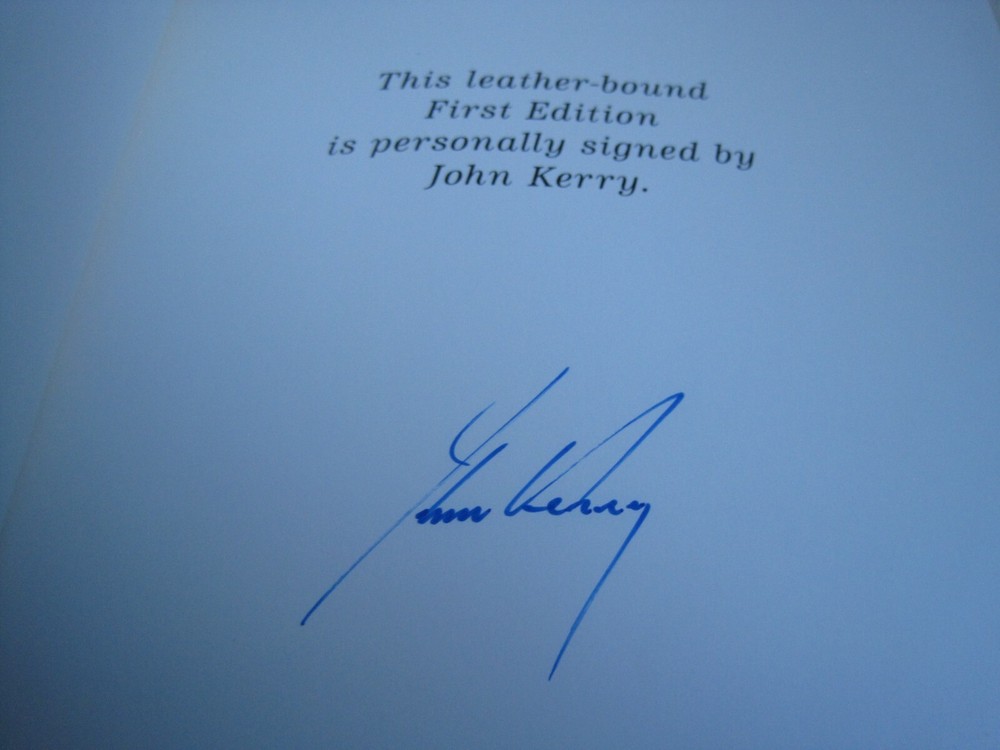 This leather-bound
First Edition
is personally signed by
John Kerry.
John Kerry